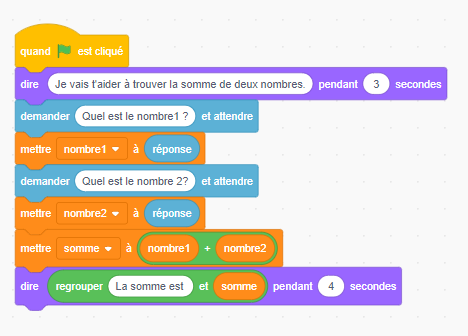 quand est cliqué
dire Je vais t'aider à trouver la somme de deux nombres. pendant 3 secondes
demander Quel est le nombre1 ? et attendre
mettre nombre1 à réponse
demander Quel est le nombre 2? et attendre
mettre nombre2 à réponse
mettre somme à nombre1 + nombre2
dire regrouper La somme est et somme pendant 4 secondes